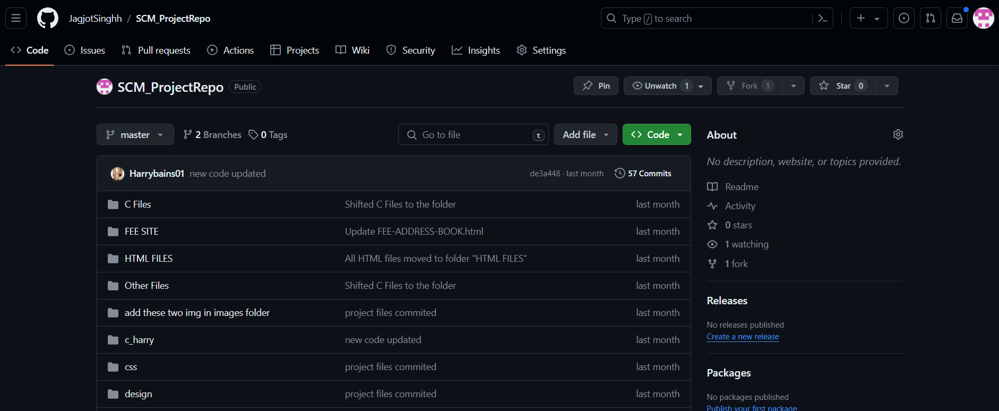 JagjotSinghh / SCM_ProjectRepo
Type / to search
Code Issues Pull requests Actions Projects Wiki Security Insights Settings
SCM_ProjectRepo Public
Pin Unwatch 1 Fork 1 Star 0
master 2 Branches 0 Tags
Go to file t Add file Code
Harrybains01 new code updated de3a448 · last month 57 Commits
C Files Shifted C Files to the folder last month
FEE SITE Update FEE-ADDRESS-BOOK.html last month
HTML FILES All HTML files moved to folder "HTML FILES" last month
Other Files Shifted C Files to the folder last month
add these two img in images folder project files commited last month
c_harry new code updated last month
css project files commited last month
design project files commited last month
About
No description, website, or topics provided.
Readme
Activity
0 stars
1 watching
1 fork
Releases
No releases published
Create a new release
Packages
No packages published
Publish your first package